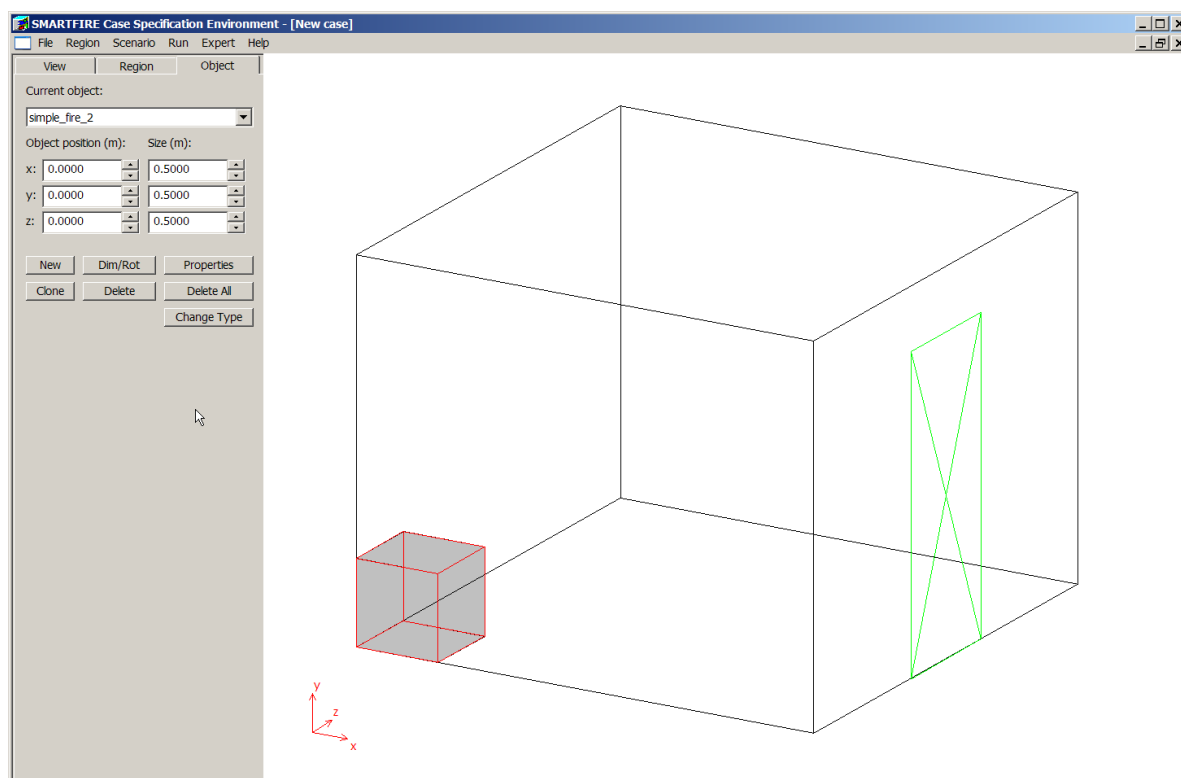 SMARTFIRE Case Specification Environment - [New case]
File Region Scenario Run Expert Help
View Region Object
Current object:
simple_fire_2
Object position (m): Size (m):
x: 0.0000 0.5000
y: 0.0000 0.5000
z: 0.0000 0.5000
New Dim/Rot Properties
Clone Delete Delete All
Change Type
y
z
x